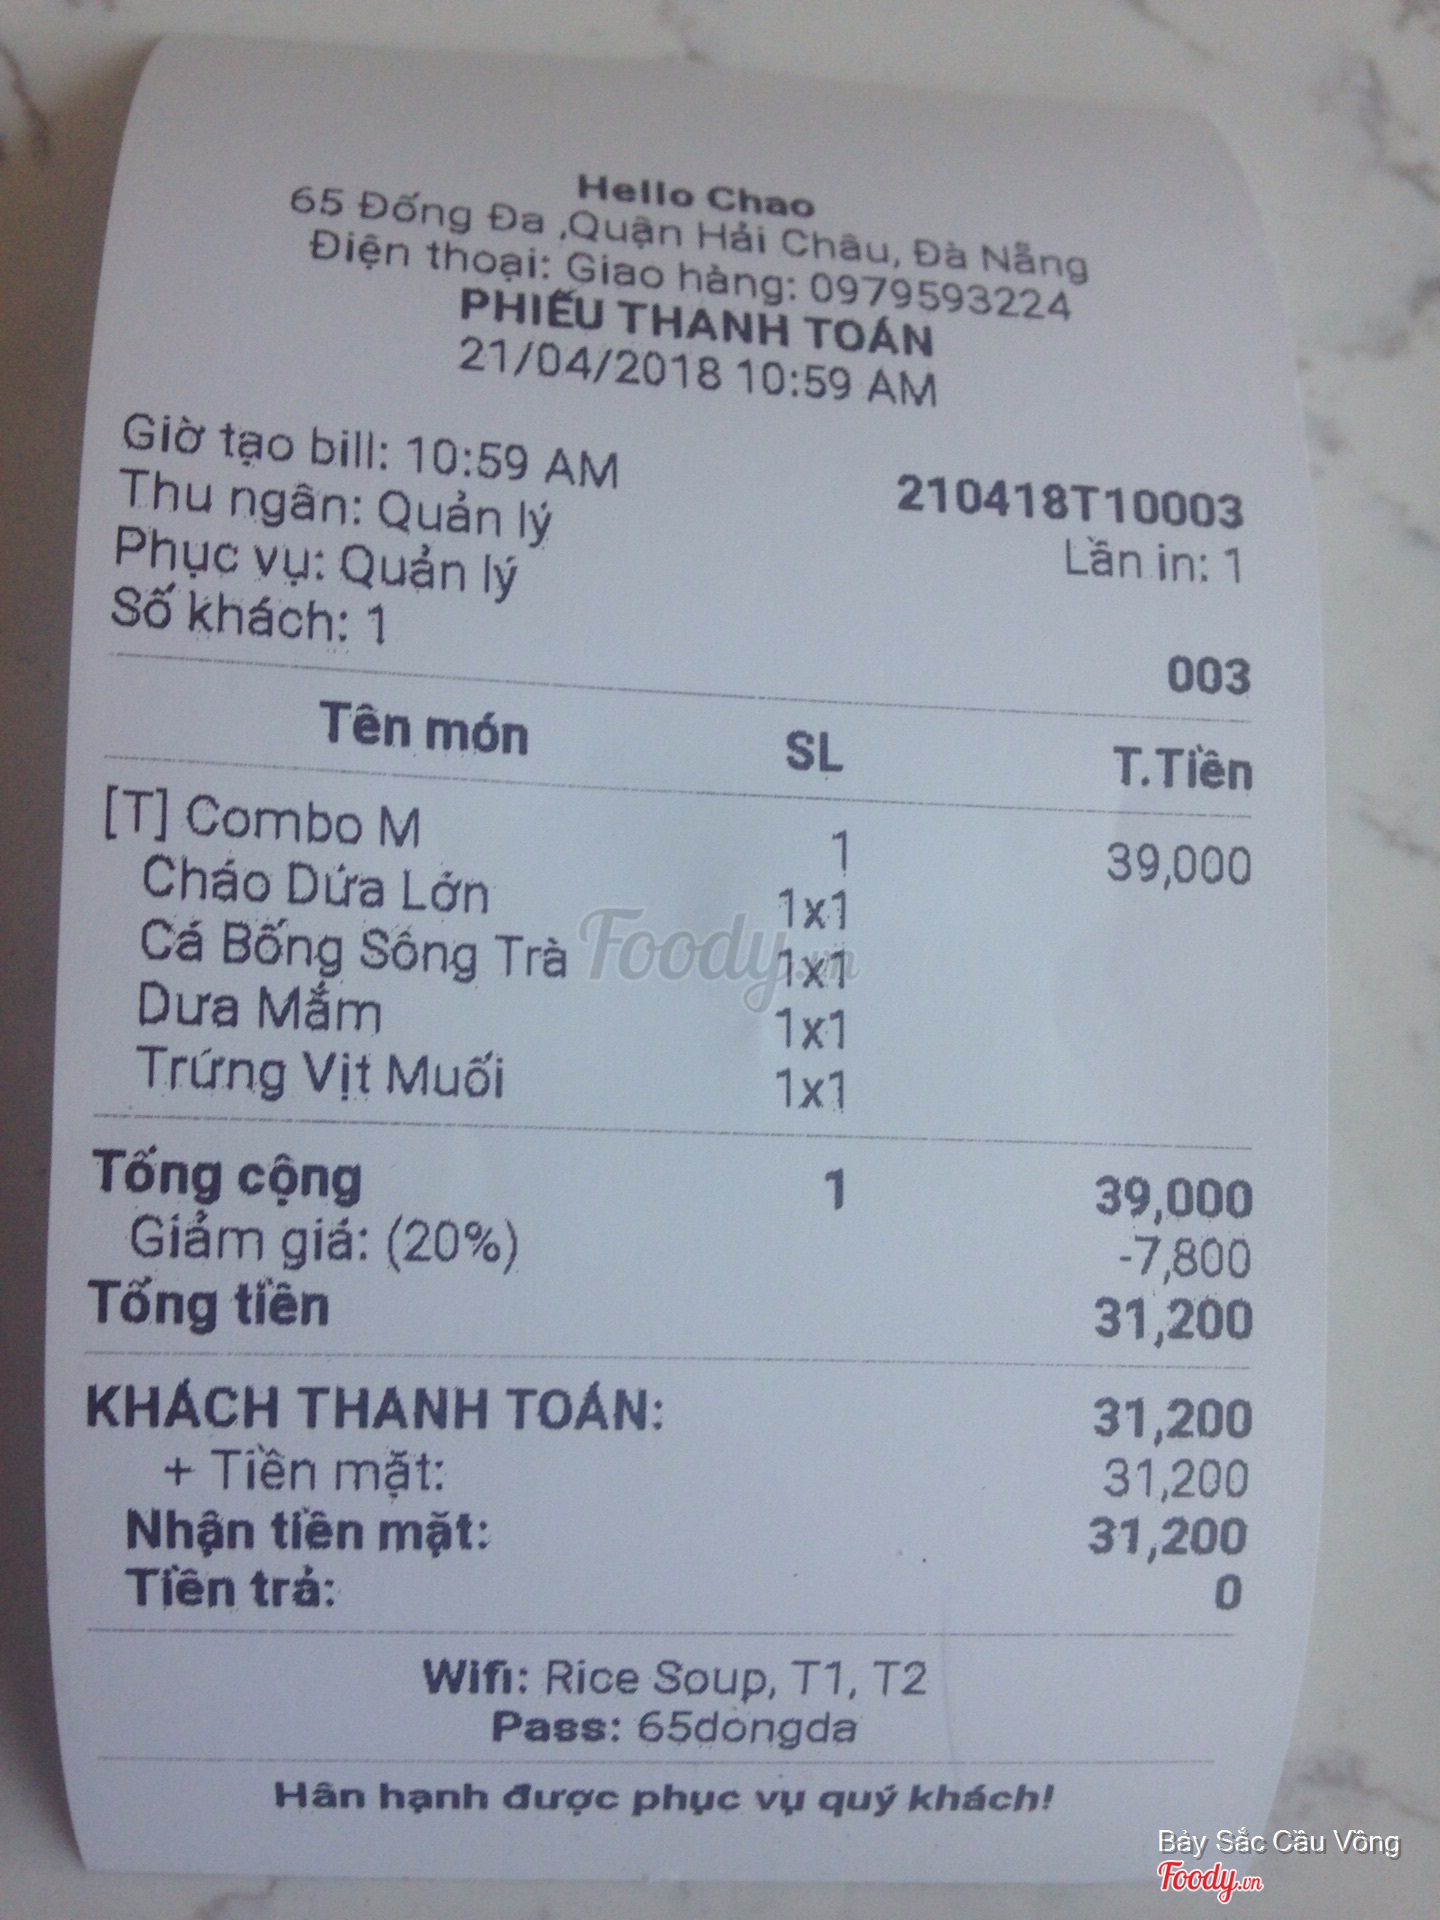 Hello Chao
65 Đống Đa ,Quận Hải Châu, Đà Nẵng
Điện thoại: Giao hàng: 0979593224
PHIẾU THANH TOÁN
21/04/2018 10:59 AM
Giờ tạo bill: 10:59 AM
210418T10003
Thu ngân: Quản lý
Lần in: 1
Phục vụ: Quản lý
Số khách: 1
003
Tên món SL T.Tiền
[T] Combo M 1 39,000
Cháo Dứa Lớn 1x1
Cá Bống Sông Trà 1x1
Dưa Mắm 1x1
Trứng Vịt Muối 1x1
Tổng cộng 1 39,000
Giảm giá: (20%) -7,800
Tổng tiền 31,200
KHÁCH THANH TOÁN: 31,200
+ Tiền mặt: 31,200
Nhận tiền mặt: 31,200
Tiền trả: 0
Wifi: Rice Soup, T1, T2
Pass: 65dongda
Hân hạnh được phục vụ quý khách!
Foody.vn
Bảy Sắc Cầu Vồng
Foody.vn